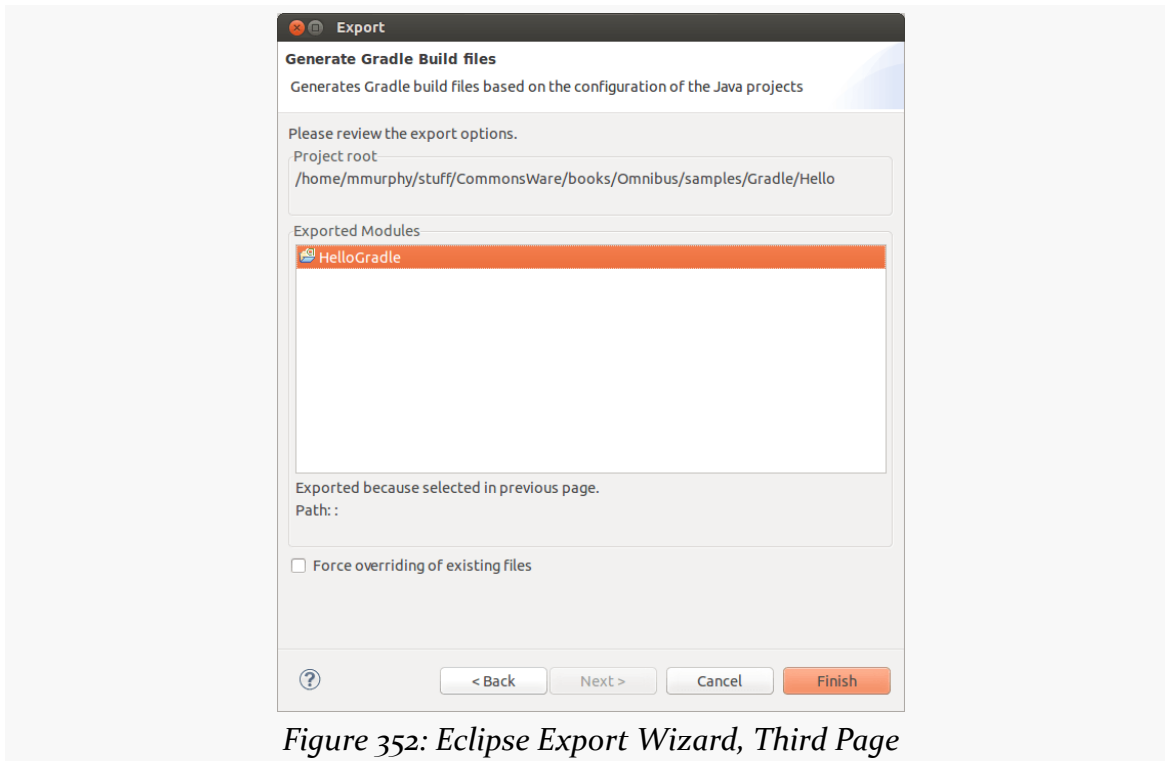 Export
Generate Gradle Build files
Generates Gradle build files based on the configuration of the Java projects
Please review the export options.
Project root
/home/mmurphy/stuff/CommonsWare/books/Omnibus/samples/Gradle/Hello
Exported Modules
HelloGradle
Exported because selected in previous page.
Path: :
Force overriding of existing files
?
< Back
Next >
Cancel
Finish
Figure 352: Eclipse Export Wizard, Third Page